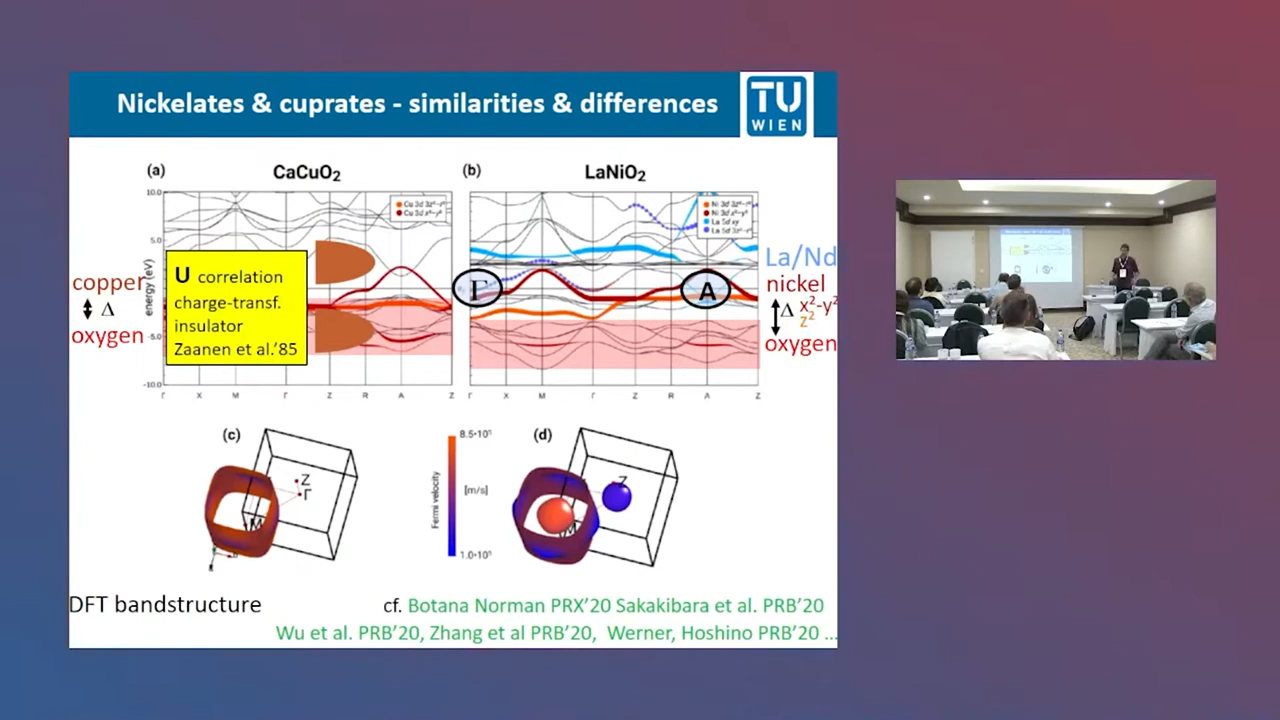 Nickelates & cuprates - similarities & differences
TU
WIEN
(a)
CaCuO₂
(b)
LaNiO₂
10.0
5.0
-5.0
-10.0
energy (eV)
Cu 3d 3z²-r²
Cu 3d x²-y²
Ni 3d 3z²-r²
Ni 3d x²-y²
La 5d xy
La 5d 3z²-r²
U correlation
charge-transf.
insulator
Zaanen et al.'85
copper
Δ
oxygen
Γ
A
La/Nd
nickel
Δ x²-y²
z²
oxygen
Γ X M Γ Z R A Z
Γ X M Γ Z R A Z
(c)
Z
Γ
M
8.5•10⁵
Fermi velocity
[m/s]
1.0•10⁵
(d)
Z
M
DFT bandstructure
cf. Botana Norman PRX'20 Sakakibara et al. PRB'20
Wu et al. PRB'20, Zhang et al PRB'20, Werner, Hoshino PRB'20 ...